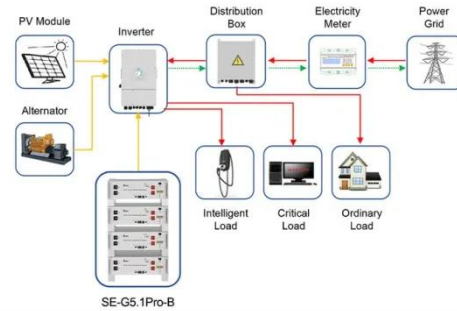 PV Module
Inverter
Distribution
Box
Electricity
Meter
Power
Grid
Alternator
Intelligent
Load
Critical
Load
Ordinary
Load
SE-G5.1Pro-B